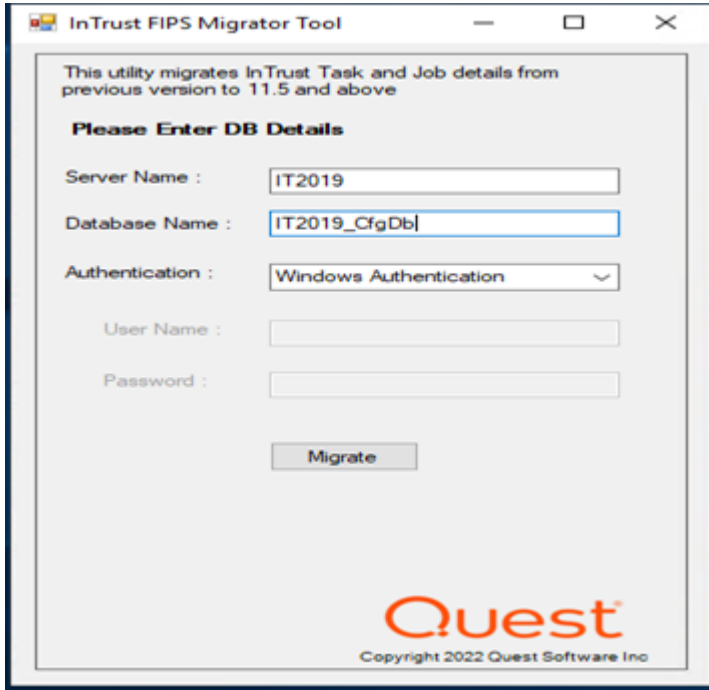 InTrust FIPS Migrator Tool
This utility migrates InTrust Task and Job details from
previous version to 11.5 and above
Please Enter DB Details
Server Name :
IT2019
Database Name :
IT2019_CfgDb
Authentication :
Windows Authentication
User Name :
Password :
Migrate
Quest
Copyright 2022 Quest Software Inc